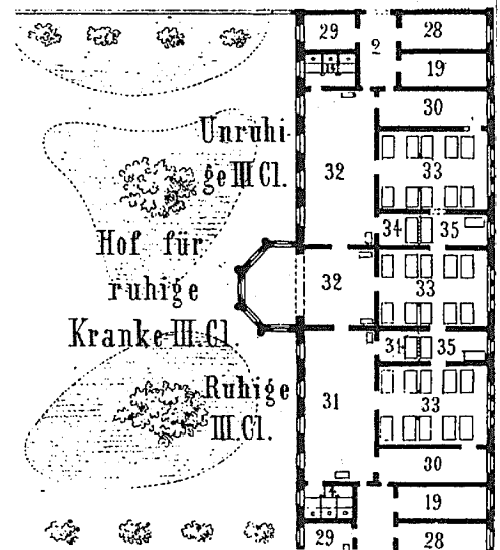 29 2 28
19
30
Unruhi-
ge III Cl.
32 33
34 35
Hof für
ruhige
Kranke III. Cl.
32 33
34 35
Ruhige
III. Cl.
31 33
30
19
29 28